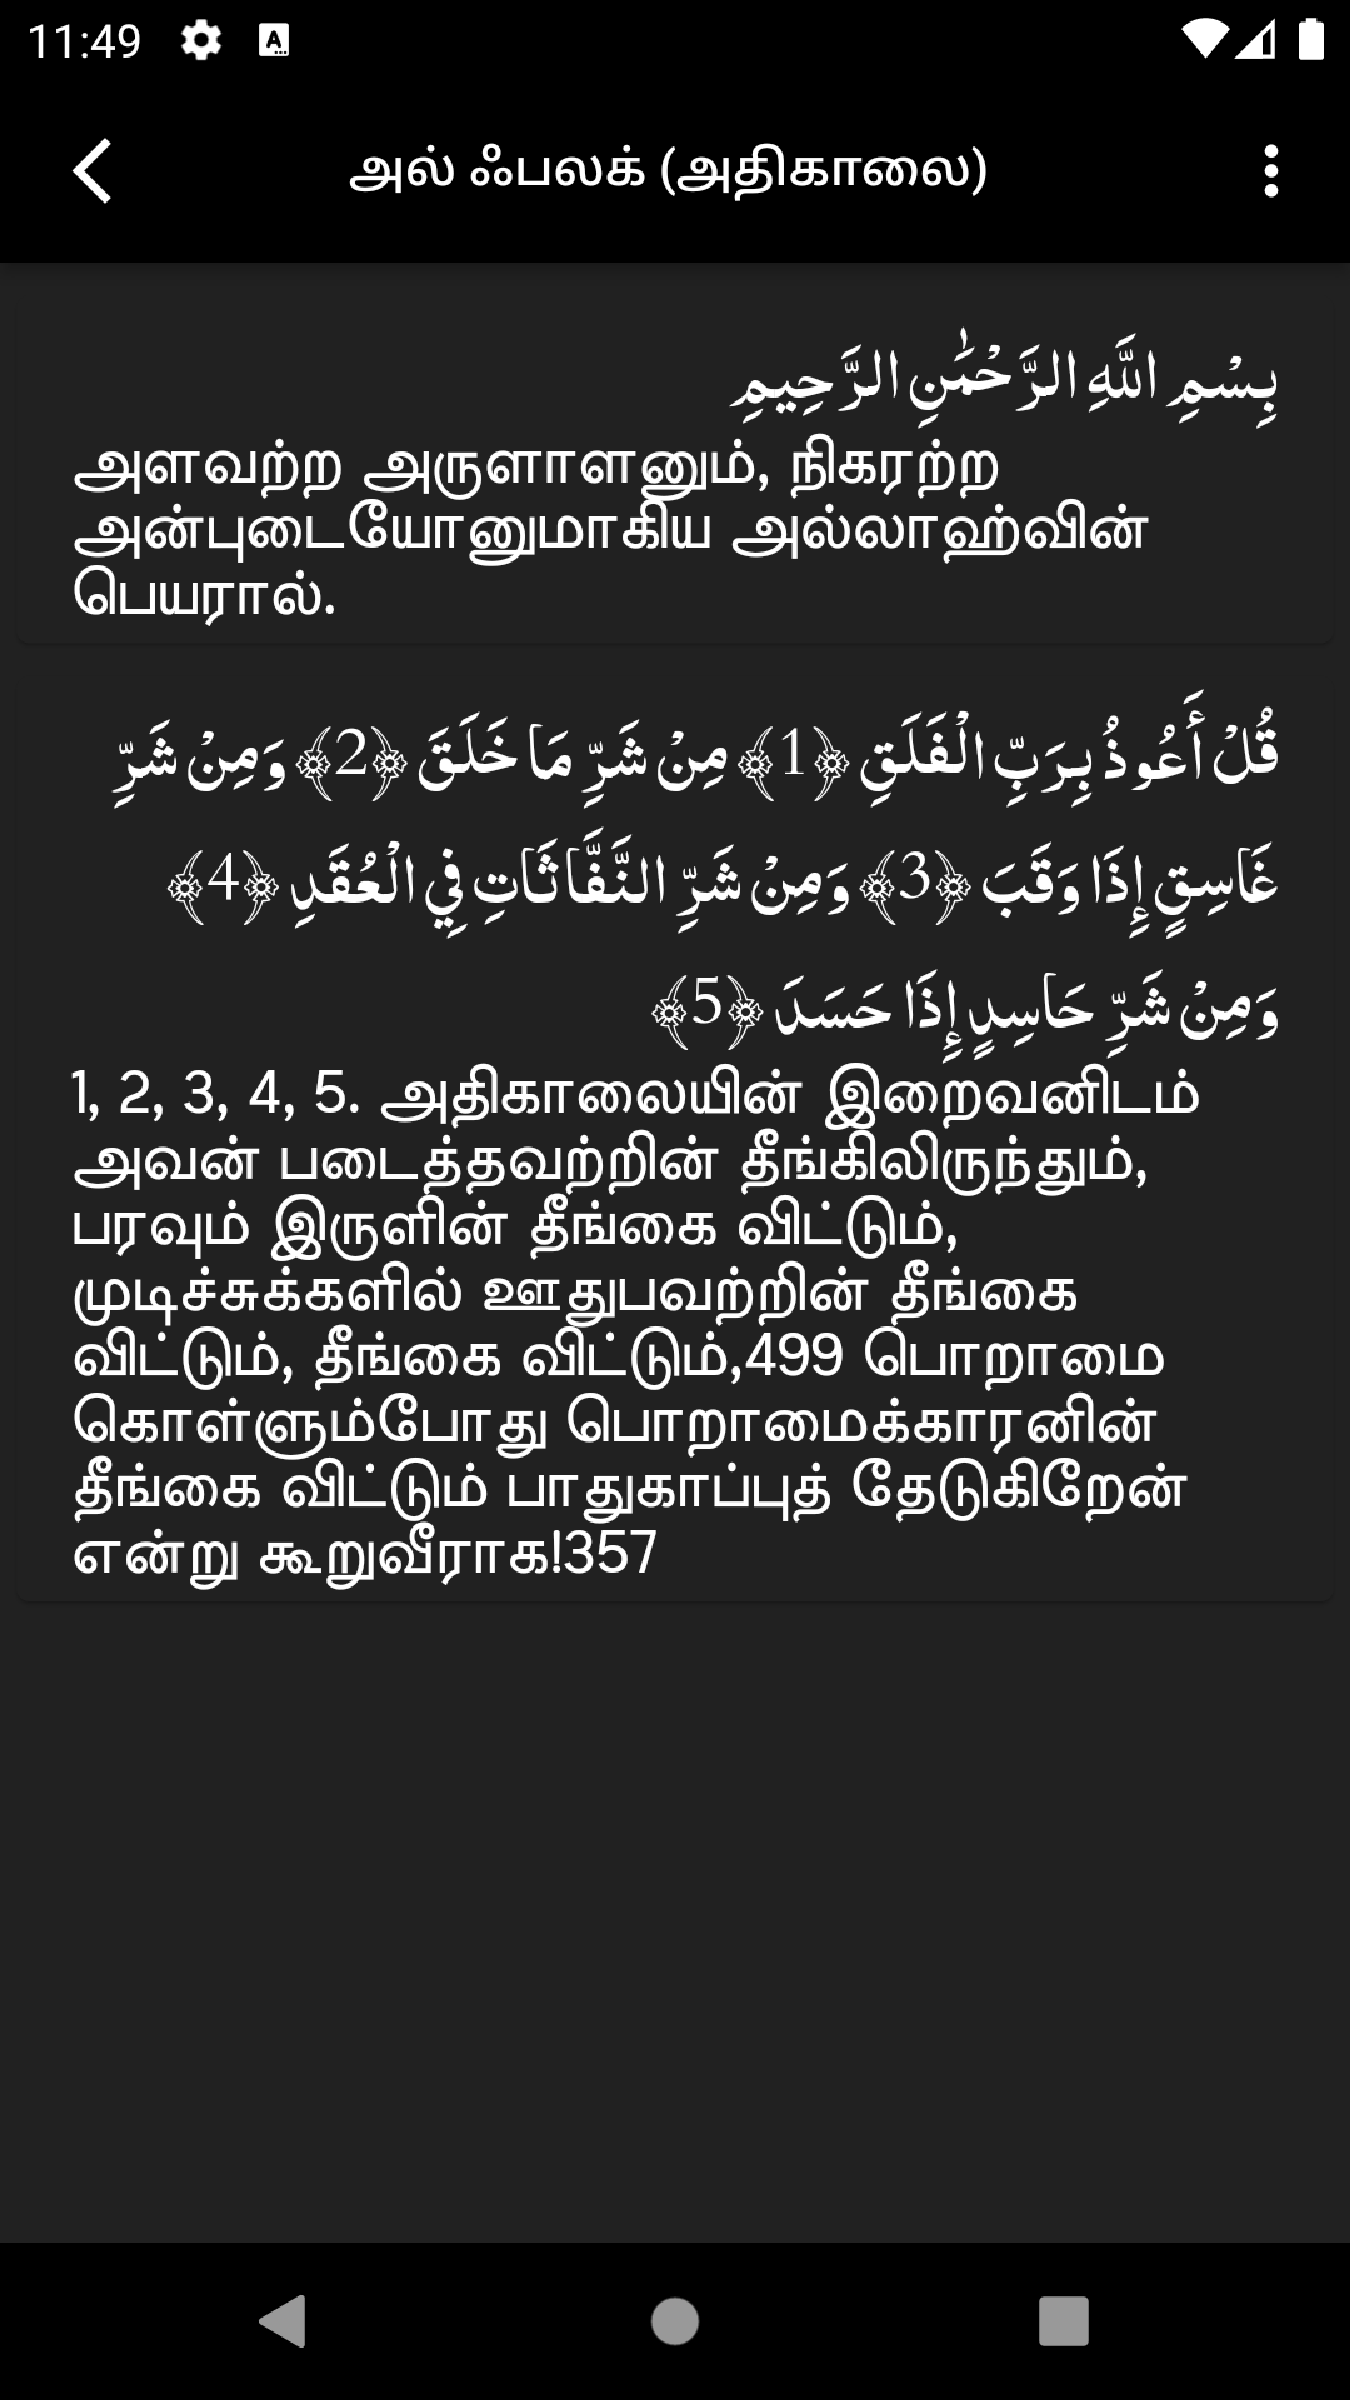 11:49
அல் ஃபலக் (அதிகாலை)
بِسْمِ اللَّهِ الرَّحْمَٰنِ الرَّحِيمِ
அளவற்ற அருளாளனும், நிகரற்ற
அன்புடையோனுமாகிய அல்லாஹ்வின்
பெயரால்.
قُلْ أَعُوذُ بِرَبِّ الْفَلَقِ ﴿1﴾ مِنْ شَرِّ مَا خَلَقَ ﴿2﴾ وَمِنْ شَرِّ
غَاسِقٍ إِذَا وَقَبَ ﴿3﴾ وَمِنْ شَرِّ النَّفَّاثَاتِ فِي الْعُقَدِ ﴿4﴾
وَمِنْ شَرِّ حَاسِدٍ إِذَا حَسَدَ ﴿5﴾
1, 2, 3, 4, 5. அதிகாலையின் இறைவனிடம்
அவன் படைத்தவற்றின் தீங்கிலிருந்தும்,
பரவும் இருளின் தீங்கை விட்டும்,
முடிச்சுக்களில் ஊதுபவற்றின் தீங்கை
விட்டும், தீங்கை விட்டும்,499 பொறாமை
கொள்ளும்போது பொறாமைக்காரனின்
தீங்கை விட்டும் பாதுகாப்புத் தேடுகிறேன்
என்று கூறுவீராக!357